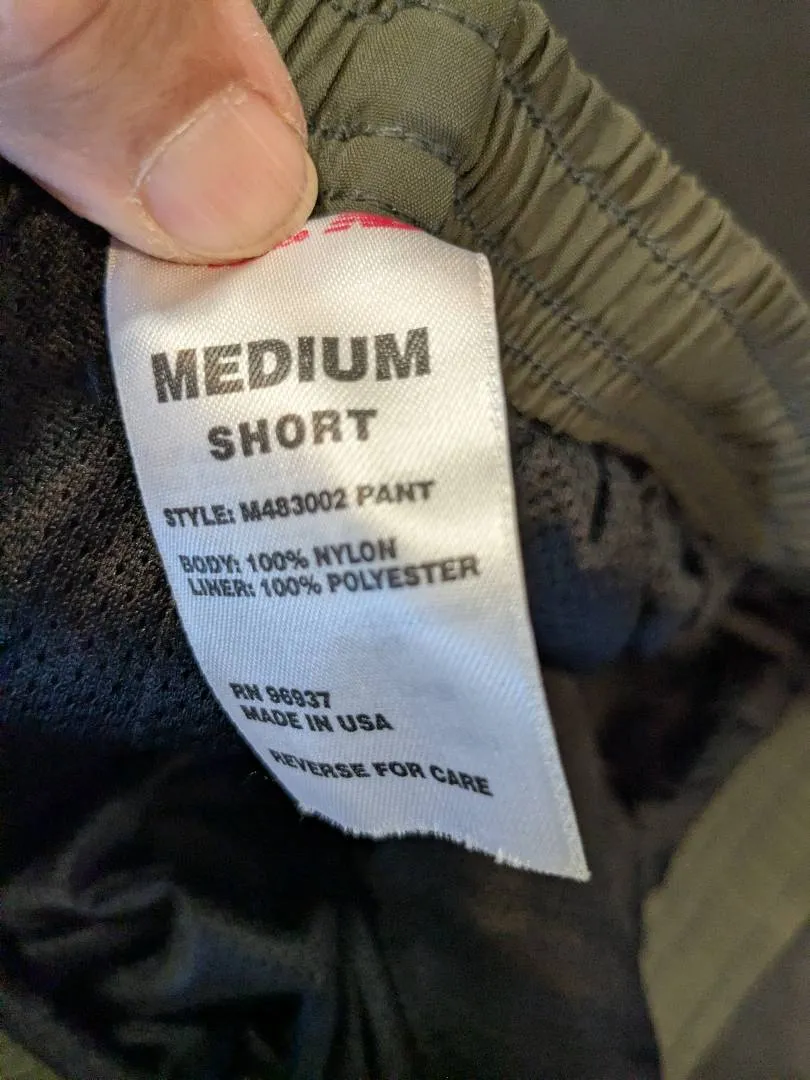 MEDIUM
SHORT
STYLE: M483002 PANT
BODY: 100% NYLON
LINER: 100% POLYESTER
RN 96937
MADE IN USA
REVERSE FOR CARE